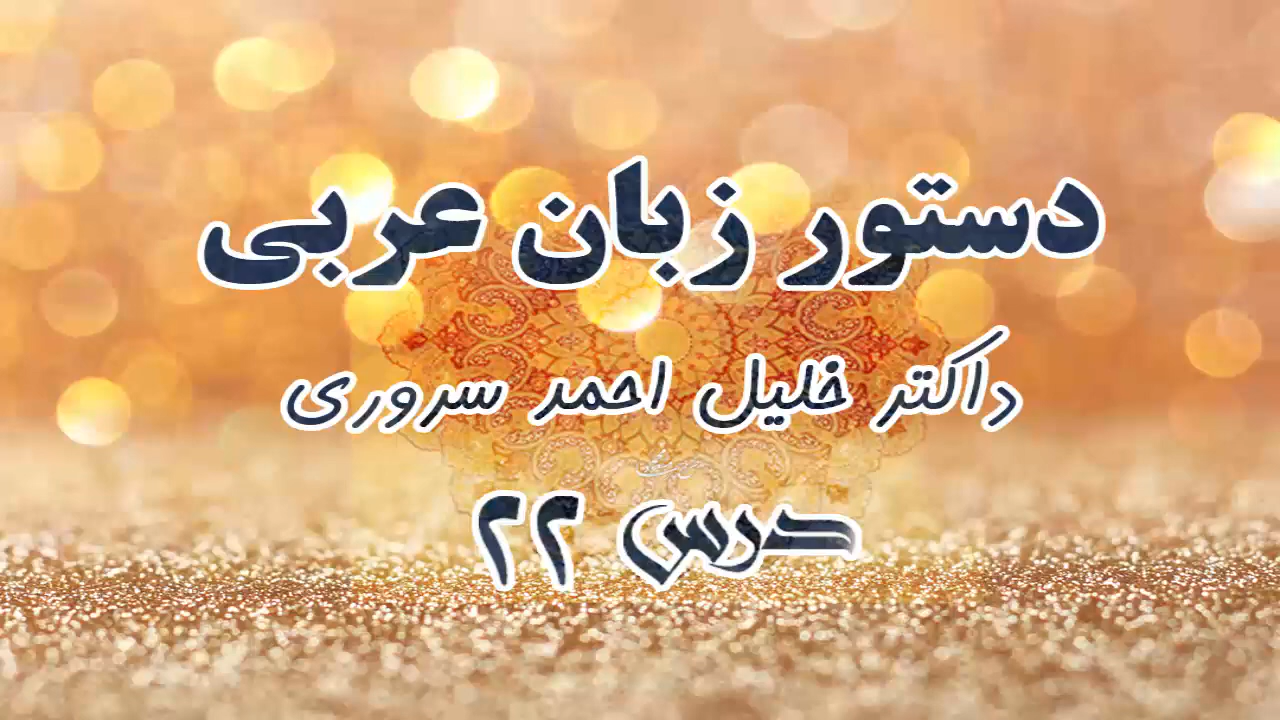 دستور زبان عربی
داکتر خلیل احمد سروری
درس ۲۲